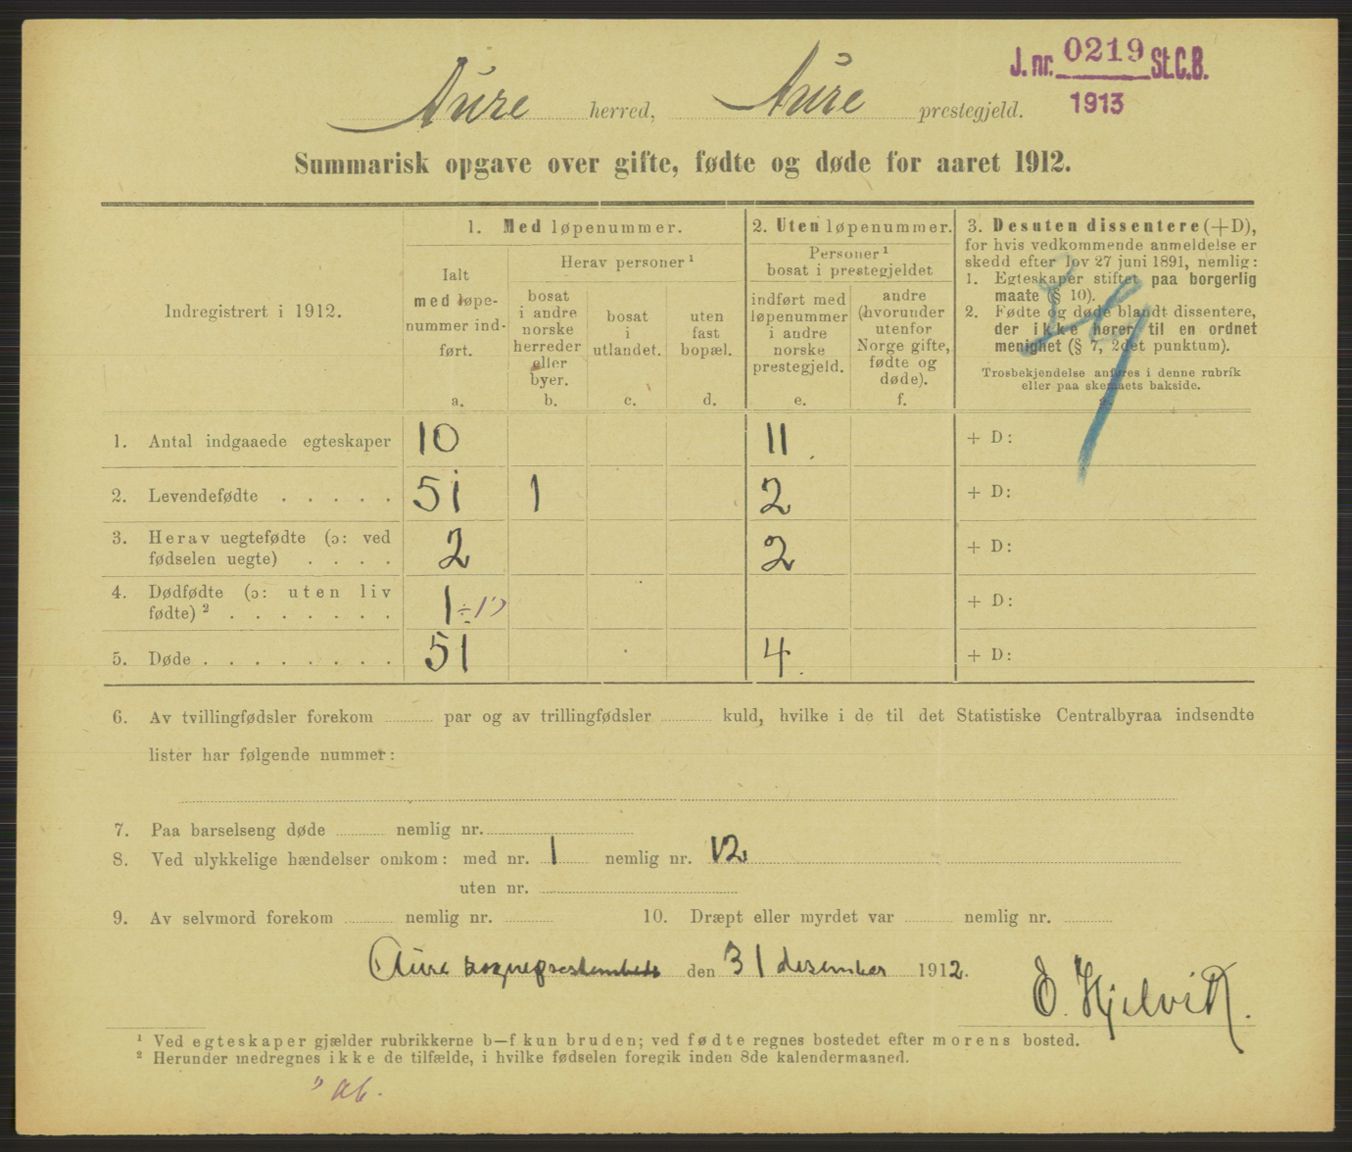 J. nr. 0219 St.C.B.
1913
Aure herred, Aure prestegjeld.
Summarisk opgave over gifte, fødte og døde for aaret 1912.
Indregistrert i 1912.
1. Med løpenummer.
Ialt
med løpe-
nummer ind-
ført.
a.
Herav personer ¹
bosat
i andre
norske
herreder
eller
byer.
b.
bosat
i
utlandet.
c.
uten
fast
bopæl.
d.
2. Uten løpenummer.
Personer ¹
bosat i prestegjeldet
indført med
løpenummer
i andre
norske
prestegjeld.
e.
andre
(hvorunder
utenfor
Norge gifte,
fødte og
døde).
f.
3. Desuten dissentere (+D),
for hvis vedkommende anmeldelse er
skedd efter lov 27 juni 1891, nemlig:
1. Egteskaper stiftet paa borgerlig
maate (§ 10).
2. Fødte og døde blandt dissentere,
der ikke hører til en ordnet
menighet (§ 7, 2det punktum).
Trosbekjendelse anføres i denne rubrik
eller paa skemaets bakside.
1. Antal indgaaede egteskaper 10 11 + D:
2. Levendefødte . . . . . 51 1 2 + D:
3. Herav uegtefødte (ɔ: ved
fødselen uegte) . . . . 2 2 + D:
4. Dødfødte (ɔ: uten liv
fødte) ² . . . . . . . 1 ÷1 ") + D:
5. Døde . . . . . . . . 51 4 + D:
6. Av tvillingfødsler forekom par og av trillingfødsler kuld, hvilke i de til det Statistiske Centralbyraa indsendte
lister har følgende nummer:
7. Paa barselseng døde nemlig nr.
8. Ved ulykkelige hændelser omkom: med nr. 1 nemlig nr. 12
uten nr.
9. Av selvmord forekom nemlig nr. 10. Dræpt eller myrdet var nemlig nr.
Aure sogneprestembede den 31 desember 1912.
O. Hjelvik.
¹ Ved egteskaper gjælder rubrikkerne b—f kun bruden; ved fødte regnes bostedet efter morens bosted.
² Herunder medregnes ikke de tilfælde, i hvilke fødselen foregik inden 8de kalendermaaned.
") Ab.